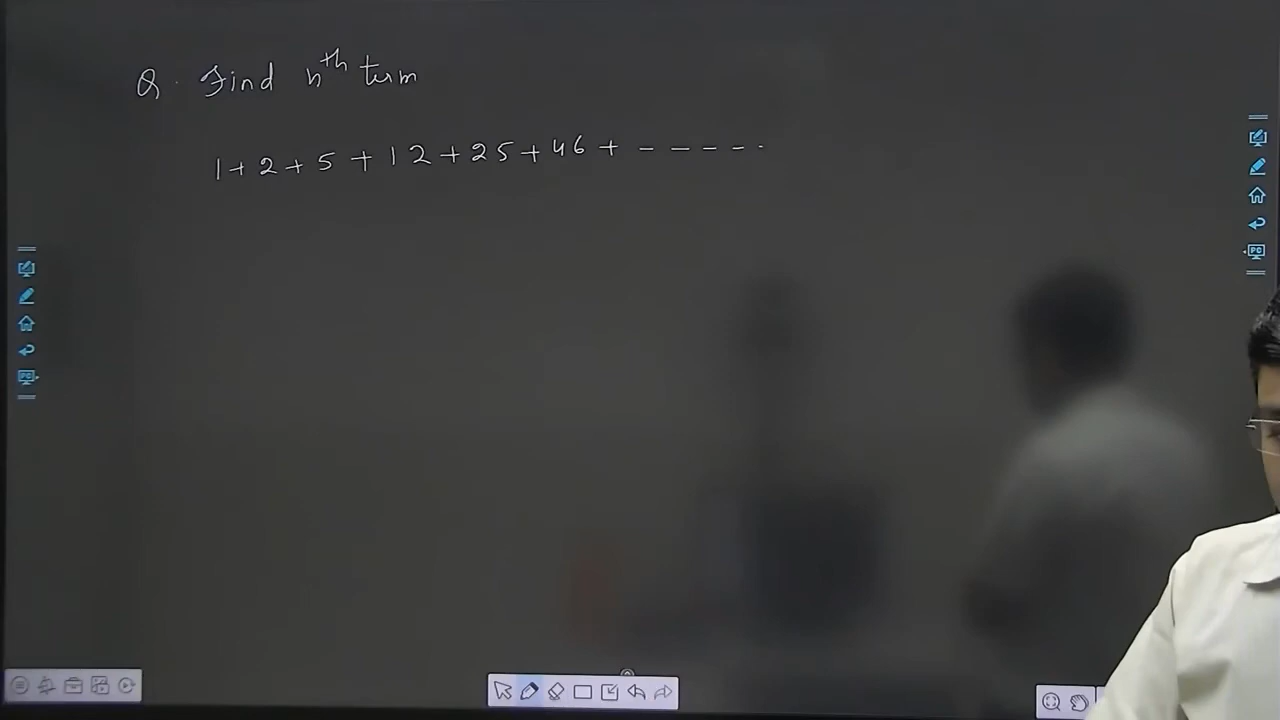 Q. Find nth term
1 + 2 + 5 + 12 + 25 + 46 + - - - - -